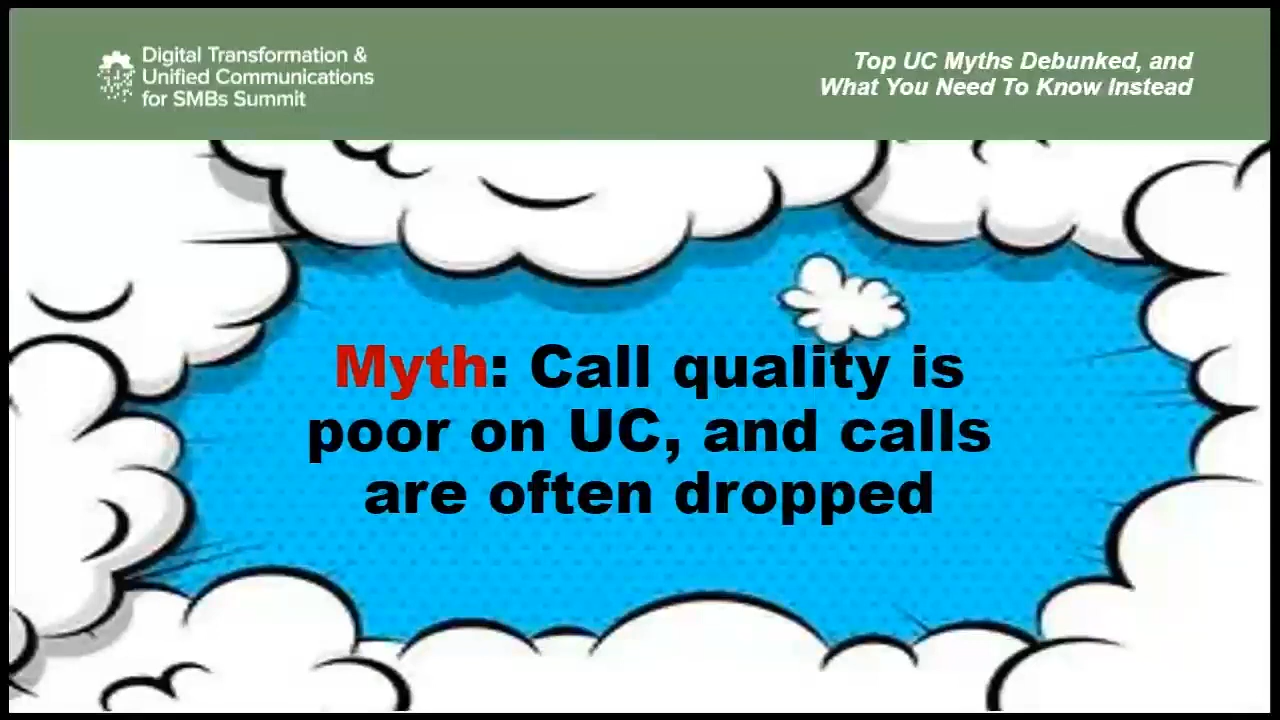 Digital Transformation &
Unified Communications
for SMBs Summit
Top UC Myths Debunked, and
What You Need To Know Instead
Myth: Call quality is
poor on UC, and calls
are often dropped